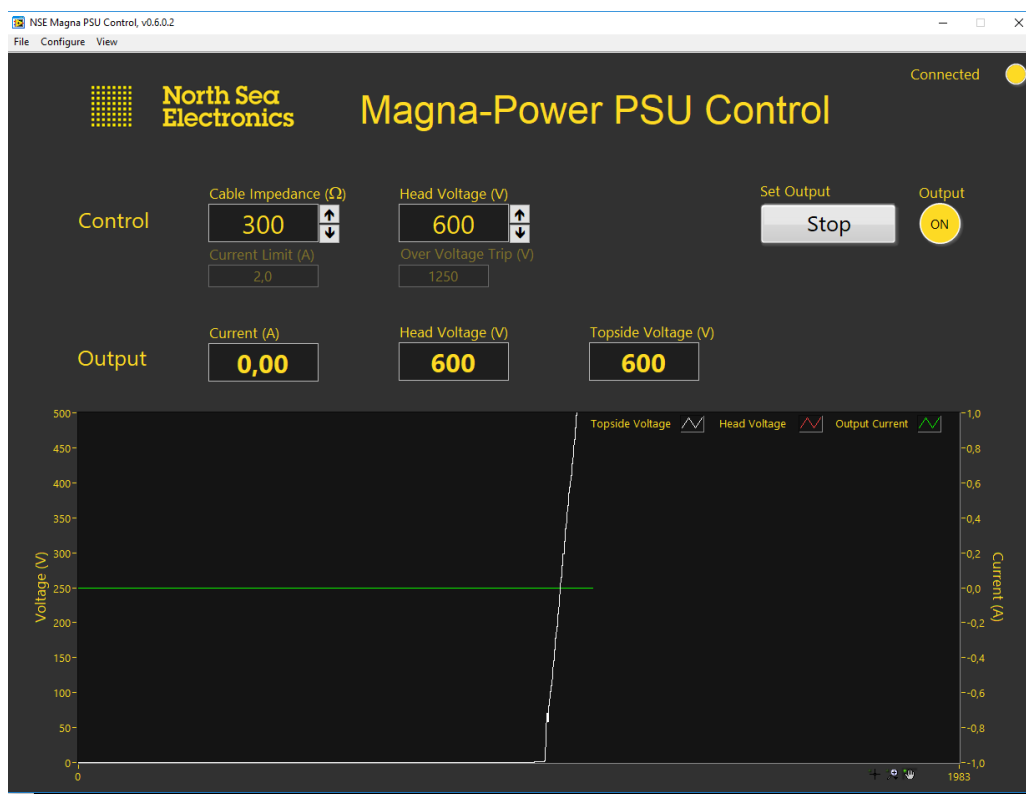 NSE Magna PSU Control, v0.6.0.2
File Configure View
Connected
North Sea
Electronics
Magna-Power PSU Control
Cable Impedance (Ω)
Head Voltage (V)
Set Output
Output
Control
300
600
Stop
ON
Current Limit (A)
Over Voltage Trip (V)
2,0
1250
Current (A)
Head Voltage (V)
Topside Voltage (V)
Output
0,00
600
600
Topside Voltage
Head Voltage
Output Current
Voltage (V)
500
450
400
350
300
250
200
150
100
50
0
0
1983
1,0
0,8
0,6
0,4
0,2
0,0
-0,2
-0,4
-0,6
-0,8
-1,0
Current (A)